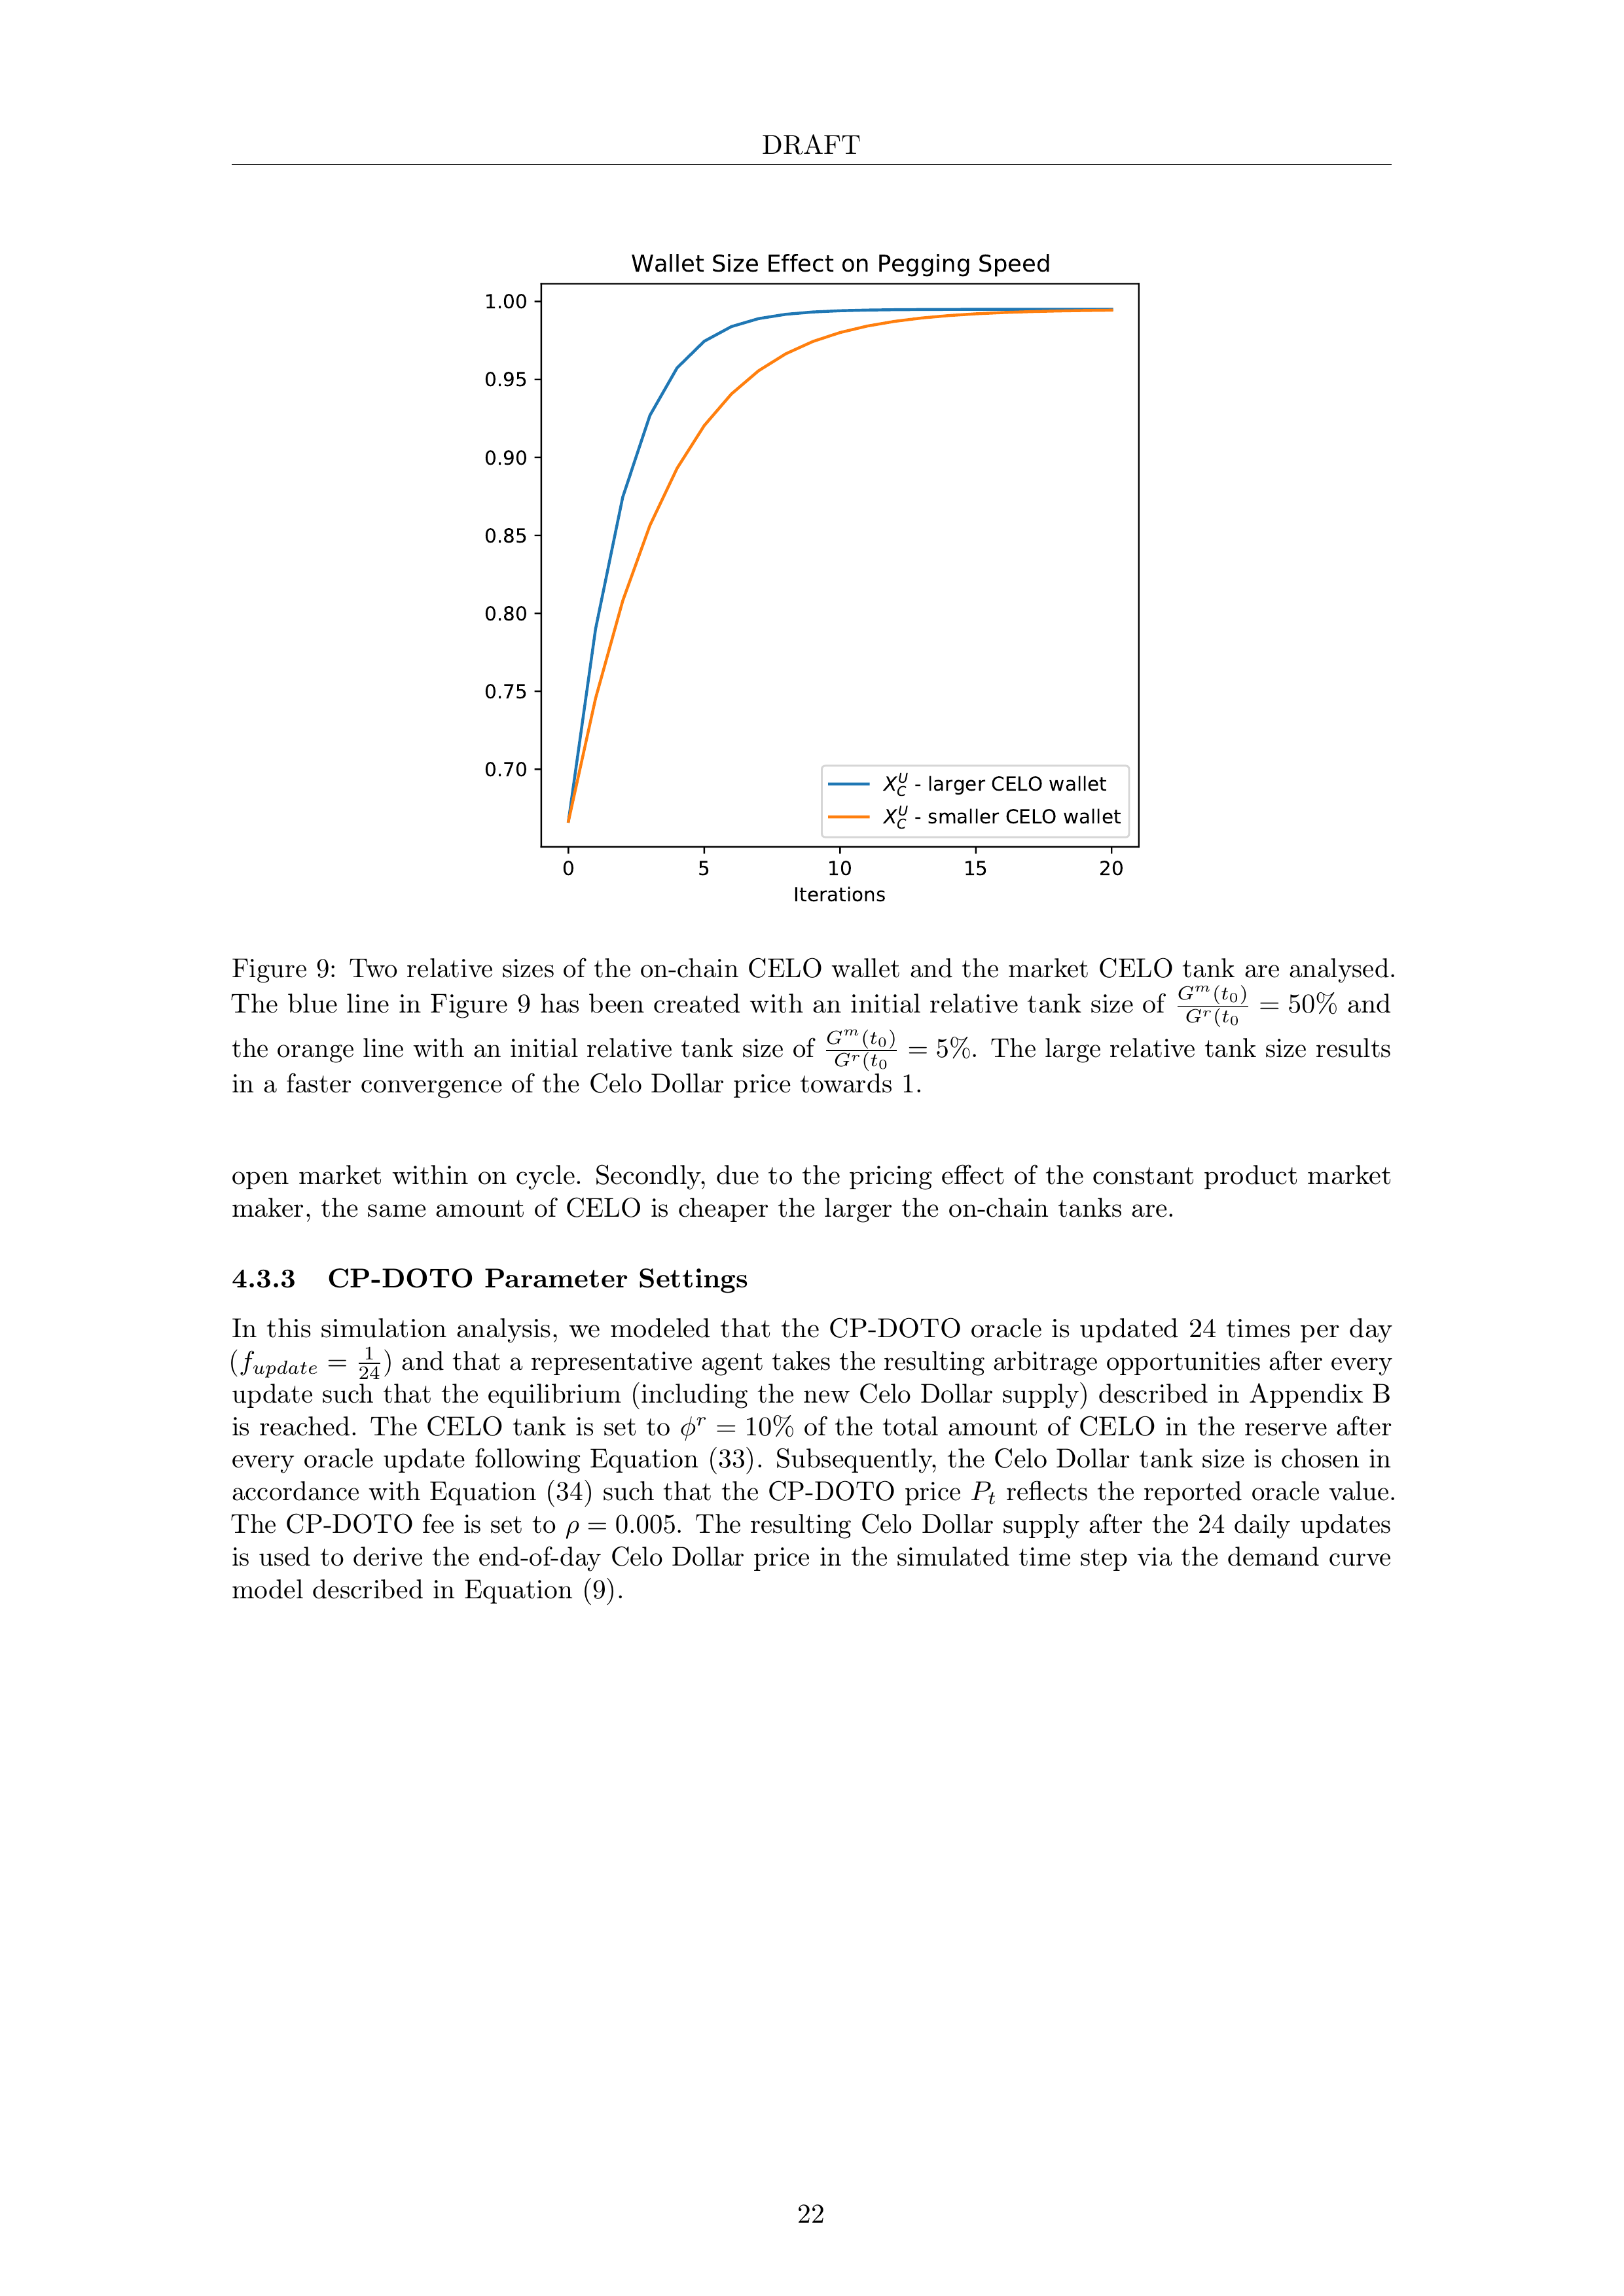 DRAFT
Wallet Size Effect on Pegging Speed
1.00
0.95
0.90
0.85
0.80
0.75
0.70
X_C^U - larger CELO wallet
X_C^U - smaller CELO wallet
0 5 10 15 20
Iterations
Figure 9: Two relative sizes of the on-chain CELO wallet and the market CELO tank are analysed.
The blue line in Figure 9 has been created with an initial relative tank size of \frac{G^m(t_0)}{G^r(t_0} = 50% and
the orange line with an initial relative tank size of \frac{G^m(t_0)}{G^r(t_0} = 5%. The large relative tank size results
in a faster convergence of the Celo Dollar price towards 1.
open market within on cycle. Secondly, due to the pricing effect of the constant product market
maker, the same amount of CELO is cheaper the larger the on-chain tanks are.
4.3.3 CP-DOTO Parameter Settings
In this simulation analysis, we modeled that the CP-DOTO oracle is updated 24 times per day
(f_{update} = \frac{1}{24}) and that a representative agent takes the resulting arbitrage opportunities after every
update such that the equilibrium (including the new Celo Dollar supply) described in Appendix B
is reached. The CELO tank is set to ϕ^r = 10% of the total amount of CELO in the reserve after
every oracle update following Equation (33). Subsequently, the Celo Dollar tank size is chosen in
accordance with Equation (34) such that the CP-DOTO price P_t reflects the reported oracle value.
The CP-DOTO fee is set to ρ = 0.005. The resulting Celo Dollar supply after the 24 daily updates
is used to derive the end-of-day Celo Dollar price in the simulated time step via the demand curve
model described in Equation (9).
22